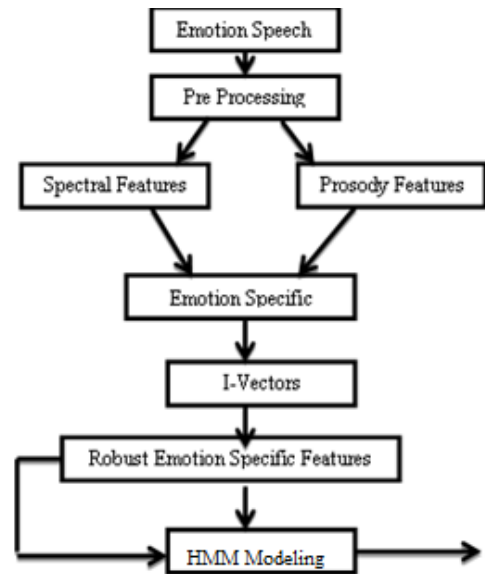 Emotion Speech
Pre Processing
Spectral Features
Prosody Features
Emotion Specific
I-Vectors
Robust Emotion Specific Features
HMM Modeling